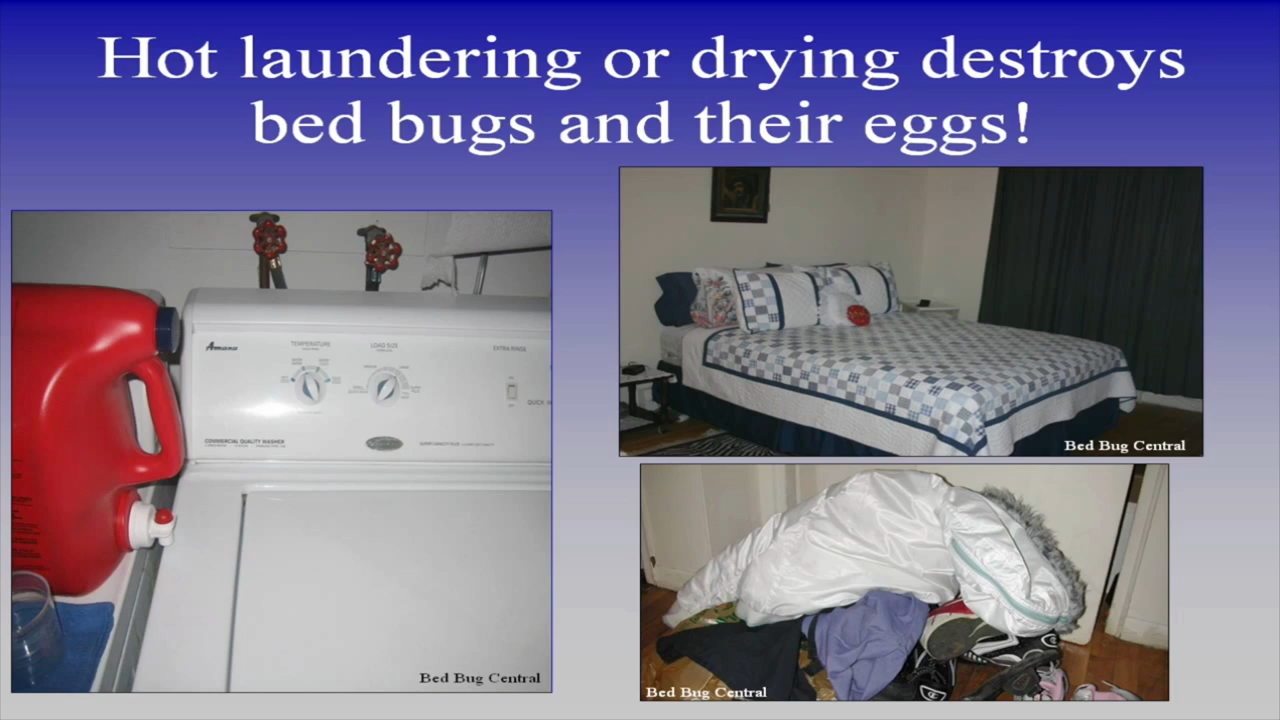 Hot laundering or drying destroys
bed bugs and their eggs!
Amana
TEMPERATURE
LOAD SIZE
EXTRA RINSE
COMMERCIAL QUALITY WASHER
Bed Bug Central
Bed Bug Central
Bed Bug Central